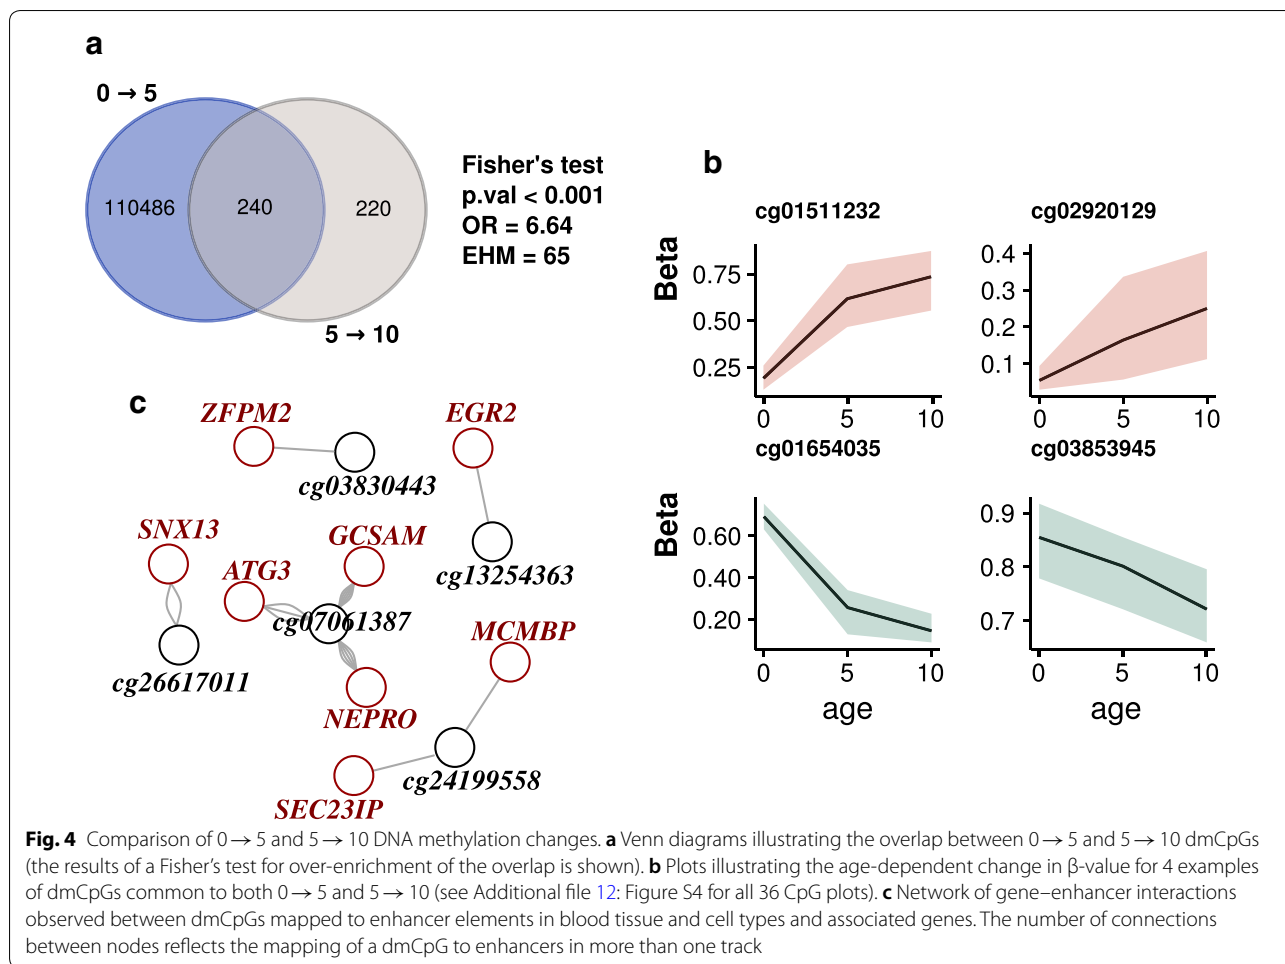 a
0 → 5
110486
240
220
5 → 10
Fisher's test
p.val < 0.001
OR = 6.64
EHM = 65
b
cg01511232
Beta
0.75
0.50
0.25
0 5 10
cg02920129
0.4
0.3
0.2
0.1
0 5 10
cg01654035
Beta
0.60
0.40
0.20
0 5 10
age
cg03853945
0.9
0.8
0.7
0 5 10
age
c
ZFPM2
cg03830443
EGR2
cg13254363
SNX13
cg26617011
ATG3
GCSAM
cg07061387
NEPRO
MCMBP
cg24199558
SEC23IP
Fig. 4 Comparison of 0 → 5 and 5 → 10 DNA methylation changes. a Venn diagrams illustrating the overlap between 0 → 5 and 5 → 10 dmCpGs
(the results of a Fisher's test for over-enrichment of the overlap is shown). b Plots illustrating the age-dependent change in β-value for 4 examples
of dmCpGs common to both 0 → 5 and 5 → 10 (see Additional file 12: Figure S4 for all 36 CpG plots). c Network of gene–enhancer interactions
observed between dmCpGs mapped to enhancer elements in blood tissue and cell types and associated genes. The number of connections
between nodes reflects the mapping of a dmCpG to enhancers in more than one track